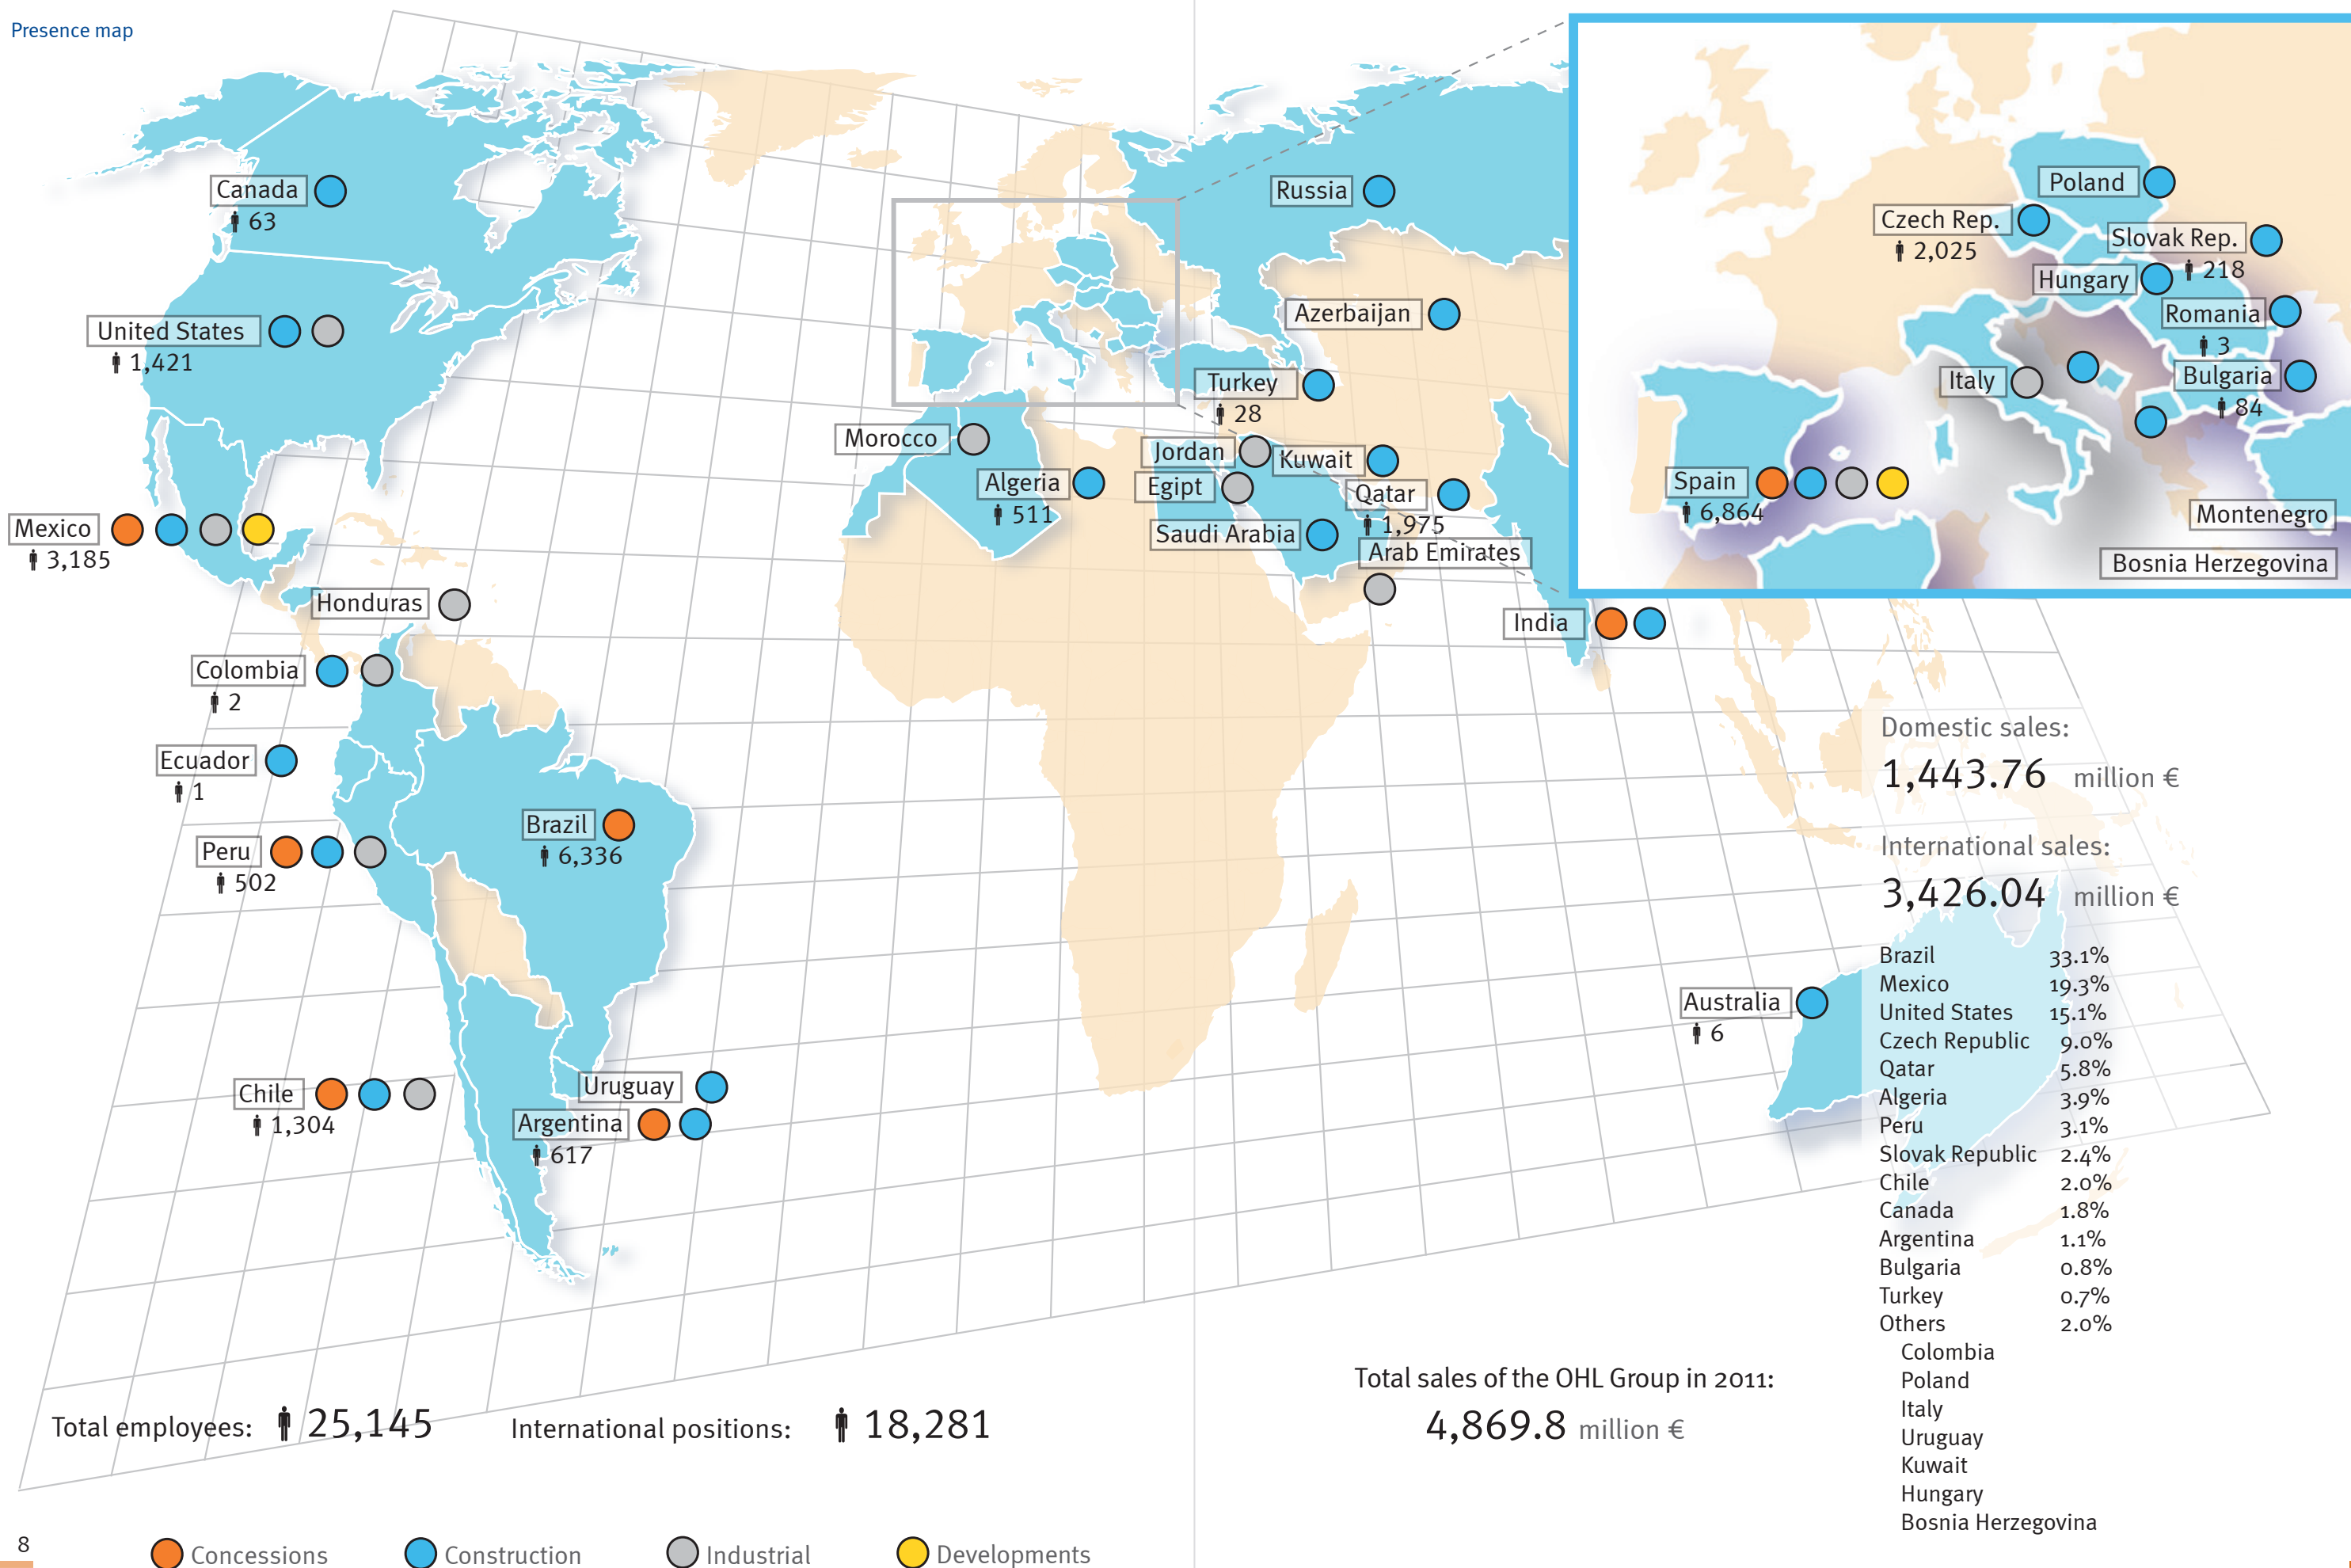 Presence map
Canada
63
United States
1,421
Mexico
3,185
Honduras
Colombia
2
Ecuador
1
Peru
502
Brazil
6,336
Chile
1,304
Uruguay
Argentina
617
Russia
Azerbaijan
Turkey
28
Morocco
Algeria
511
Jordan
Kuwait
Egipt
Qatar
1,975
Saudi Arabia
Arab Emirates
India
Australia
6
Poland
Czech Rep.
2,025
Slovak Rep.
218
Hungary
Romania
3
Italy
Bulgaria
84
Spain
6,864
Montenegro
Bosnia Herzegovina
Domestic sales:
1,443.76 million €
International sales:
3,426.04 million €
Brazil 33.1%
Mexico 19.3%
United States 15.1%
Czech Republic 9.0%
Qatar 5.8%
Algeria 3.9%
Peru 3.1%
Slovak Republic 2.4%
Chile 2.0%
Canada 1.8%
Argentina 1.1%
Bulgaria 0.8%
Turkey 0.7%
Others 2.0%
Colombia
Poland
Italy
Uruguay
Kuwait
Hungary
Bosnia Herzegovina
Total sales of the OHL Group in 2011:
4,869.8 million €
Total employees: 25,145 International positions: 18,281
8
Concessions Construction Industrial Developments